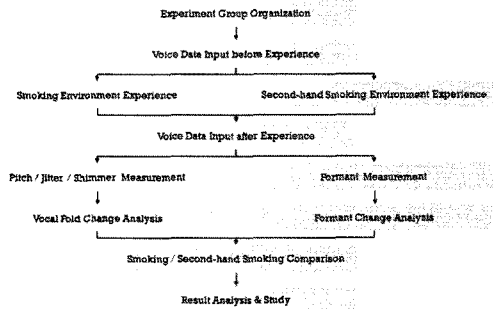 Experiment Group Organization
Voice Data Input before Experience
Smoking Environment Experience
Second-hand Smoking Environment Experience
Voice Data Input after Experience
Pitch / Jitter / Shimmer Measurement
Formant Measurement
Vocal Fold Change Analysis
Formant Change Analysis
Smoking / Second-hand Smoking Comparison
Result Analysis & Study